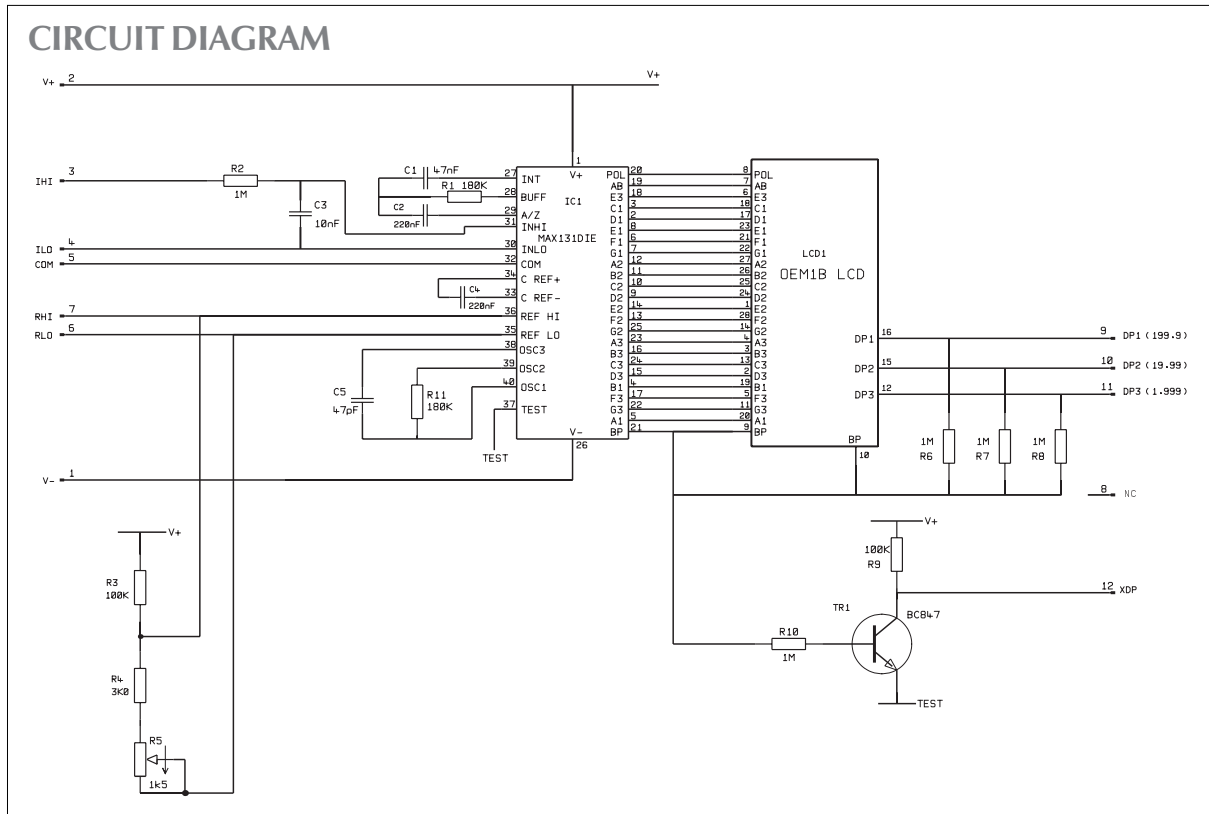 CIRCUIT DIAGRAM
V+ 2
V+
IHI 3
R2
1M
C3
10nF
ILO 4
COM 5
RHI 7
RLO 6
V- 1
C1 47nF
R1 180K
C2
220nF
C4
220nF
C5
47pF
R11
180K
TEST
1
V+
IC1
MAX131DIE
27 INT
28 BUFF
29 A/Z
31 INHI
30 INLO
32 COM
34 C REF+
33 C REF-
36 REF HI
35 REF LO
38 OSC3
39 OSC2
40 OSC1
37 TEST
V-
26
POL 20 8 POL
AB 19 7 AB
E3 18 6 E3
C1 3 18 C1
D1 2 17 D1
E1 8 23 E1
F1 6 21 F1
G1 7 22 G1
A2 12 27 A2
B2 11 26 B2
C2 10 25 C2
D2 9 24 D2
E2 14 1 E2
F2 13 28 F2
G2 25 14 G2
A3 23 4 A3
B3 16 3 B3
C3 24 13 C3
D3 15 2 D3
B1 4 19 B1
F3 17 5 F3
G3 22 11 G3
A1 5 20 A1
BP 21 9 BP
LCD1
OEM1B LCD
DP1 16
DP2 15
DP3 12
BP
10
9 DP1 (199.9)
10 DP2 (19.99)
11 DP3 (1.999)
1M
R6
1M
R7
1M
R8
8 NC
V+
R3
100K
R4
3K0
R5
1k5
V+
100K
R9
12 XDP
TR1
BC847
R10
1M
TEST